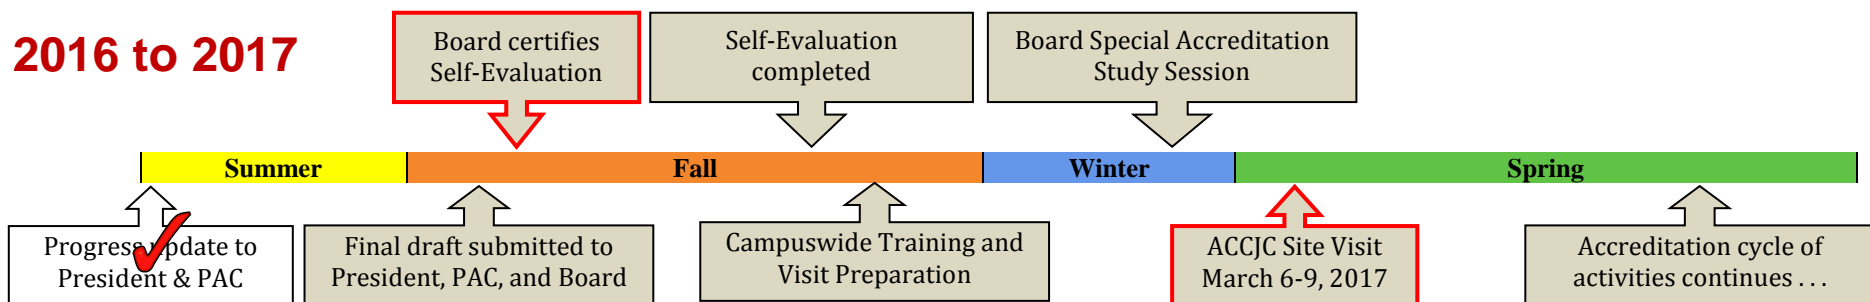 2016 to 2017
Board certifies
Self-Evaluation
Self-Evaluation
completed
Board Special Accreditation
Study Session
Summer
Fall
Winter
Spring
Progress update to
President & PAC
Final draft submitted to
President, PAC, and Board
Campuswide Training and
Visit Preparation
ACCJC Site Visit
March 6-9, 2017
Accreditation cycle of
activities continues . . .